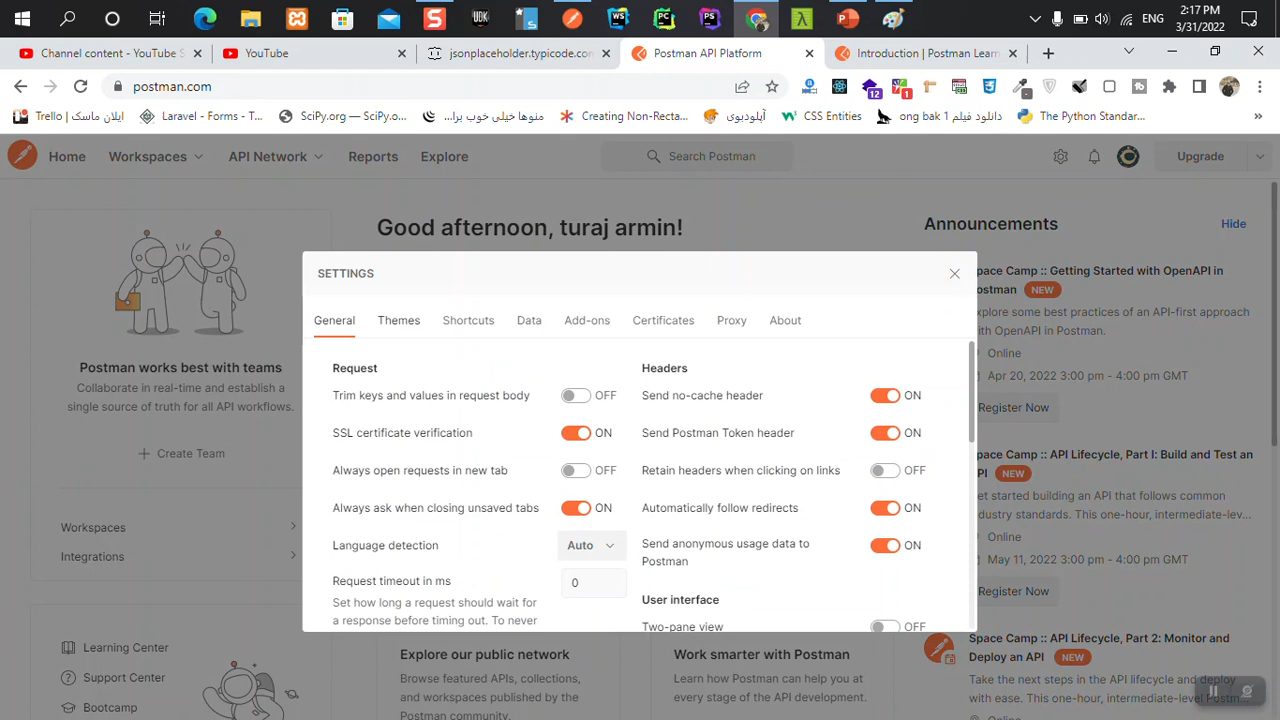 ENG
2:17 PM
3/31/2022
Channel content - YouTube S
YouTube
jsonplaceholder.typicode.com
Postman API Platform
Introduction | Postman Learn
postman.com
12
1
ایلان ماسک | Trello
Laravel - Forms - T...
SciPy.org — SciPy.o...
منوها خیلی خوب برا...
Creating Non-Recta...
آپلودبوی
CSS Entities
دانلود فیلم ong bak 1
The Python Standar...
Home
Workspaces
API Network
Reports
Explore
Search Postman
Upgrade
Good afternoon, turaj armin!
Postman works best with teams
Collaborate in real-time and establish a
single source of truth for all API workflows.
Create Team
Workspaces
Integrations
Learning Center
Support Center
Bootcamp
SETTINGS
General
Themes
Shortcuts
Data
Add-ons
Certificates
Proxy
About
Request
Trim keys and values in request body
OFF
SSL certificate verification
ON
Always open requests in new tab
OFF
Always ask when closing unsaved tabs
ON
Language detection
Auto
Request timeout in ms
0
Set how long a request should wait for
a response before timing out. To never
Headers
Send no-cache header
ON
Send Postman Token header
ON
Retain headers when clicking on links
OFF
Automatically follow redirects
ON
Send anonymous usage data to
Postman
ON
User interface
Two-pane view
OFF
Explore our public network
Browse featured APIs, collections,
and workspaces published by the
Postman community.
Work smarter with Postman
Learn how Postman can help you at
every stage of the API development.
Announcements
Hide
Space Camp :: Getting Started with OpenAPI in
Postman NEW
Explore some best practices of an API-first approach
with OpenAPI in Postman.
Online
Apr 20, 2022 3:00 pm - 4:00 pm GMT
Register Now
Space Camp :: API Lifecycle, Part I: Build and Test an
API NEW
Get started building an API that follows common
industry standards. This one-hour, intermediate-lev...
Online
May 11, 2022 3:00 pm - 4:00 pm GMT
Register Now
Space Camp :: API Lifecycle, Part 2: Monitor and
Deploy an API NEW
Take the next steps in the API lifecycle and deploy
with ease. This one-hour, intermediate-level Postm...
Online